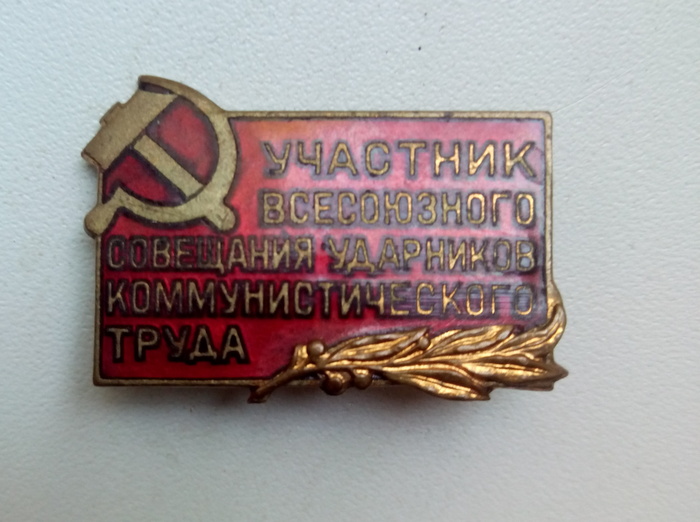 УЧАСТНИК
ВСЕСОЮЗНОГО
СОВЕЩАНИЯ УДАРНИКОВ
КОММУНИСТИЧЕСКОГО
ТРУДА